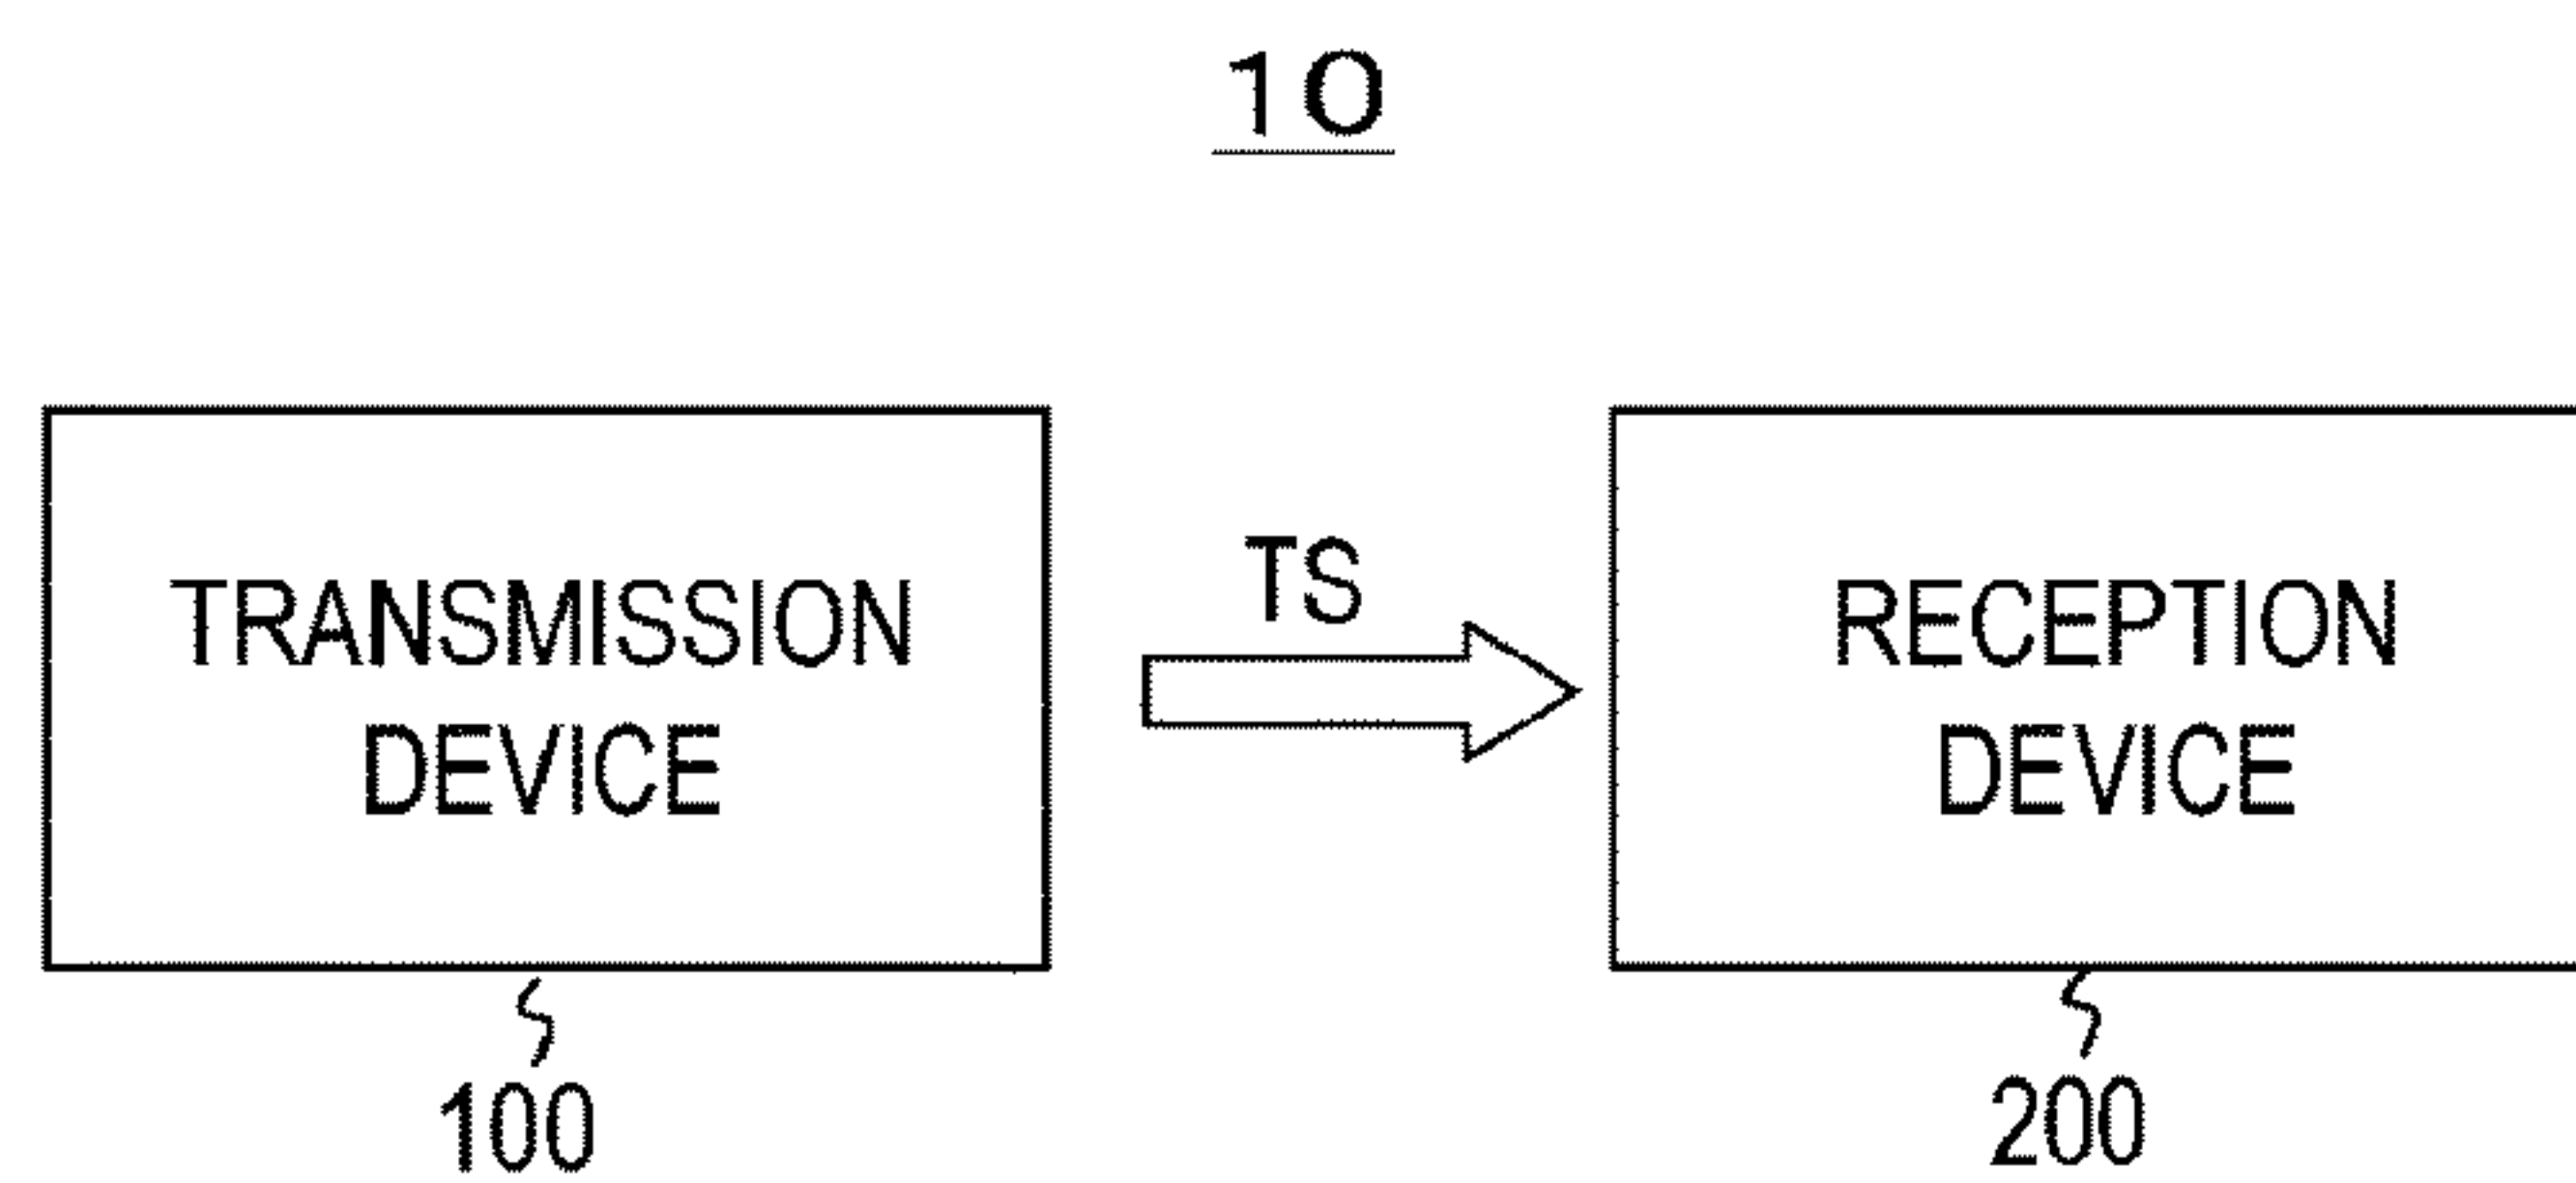 10
TRANSMISSION
DEVICE
TS
RECEPTION
DEVICE
100
200